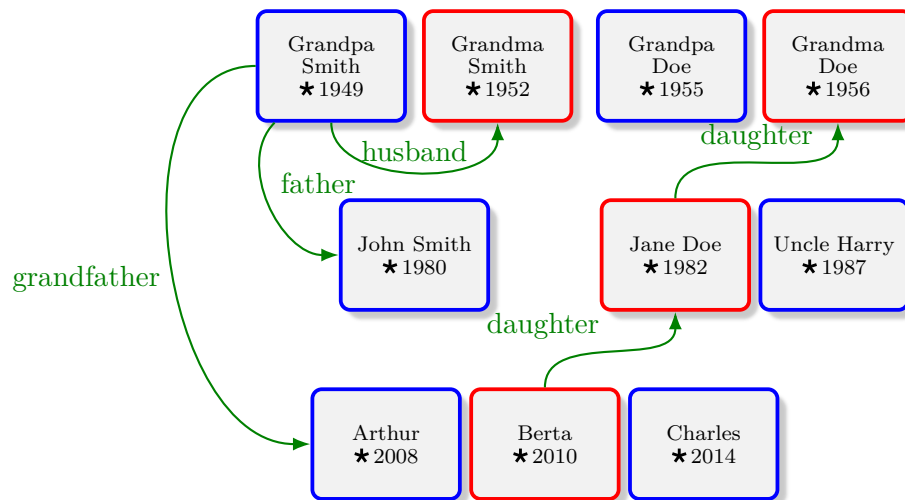 Grandpa
Smith
★1949
Grandma
Smith
★1952
Grandpa
Doe
★1955
Grandma
Doe
★1956
daughter
husband
father
John Smith
★1980
Jane Doe
★1982
Uncle Harry
★1987
grandfather
daughter
Arthur
★2008
Berta
★2010
Charles
★2014